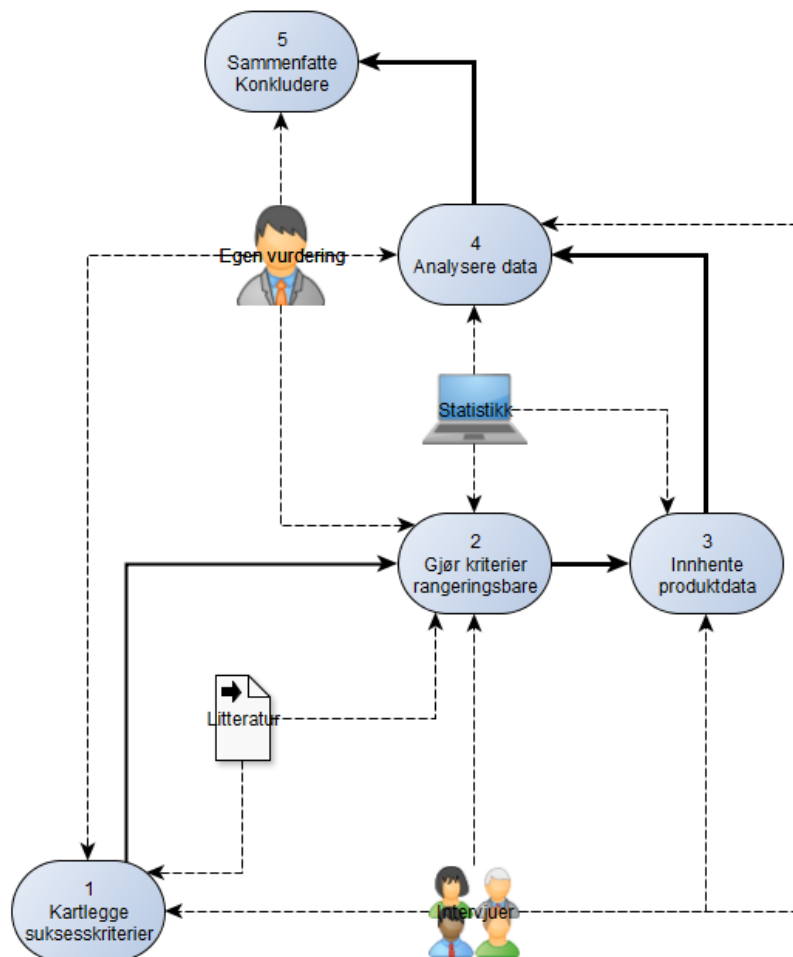 5
Sammenfatte
Konkludere
Egen vurdering
4
Analysere data
Statistikk
2
Gjør kriterier
rangeringsbare
3
Innhente
produktdata
Litteratur
1
Kartlegge
suksesskriterier
Intervjuer